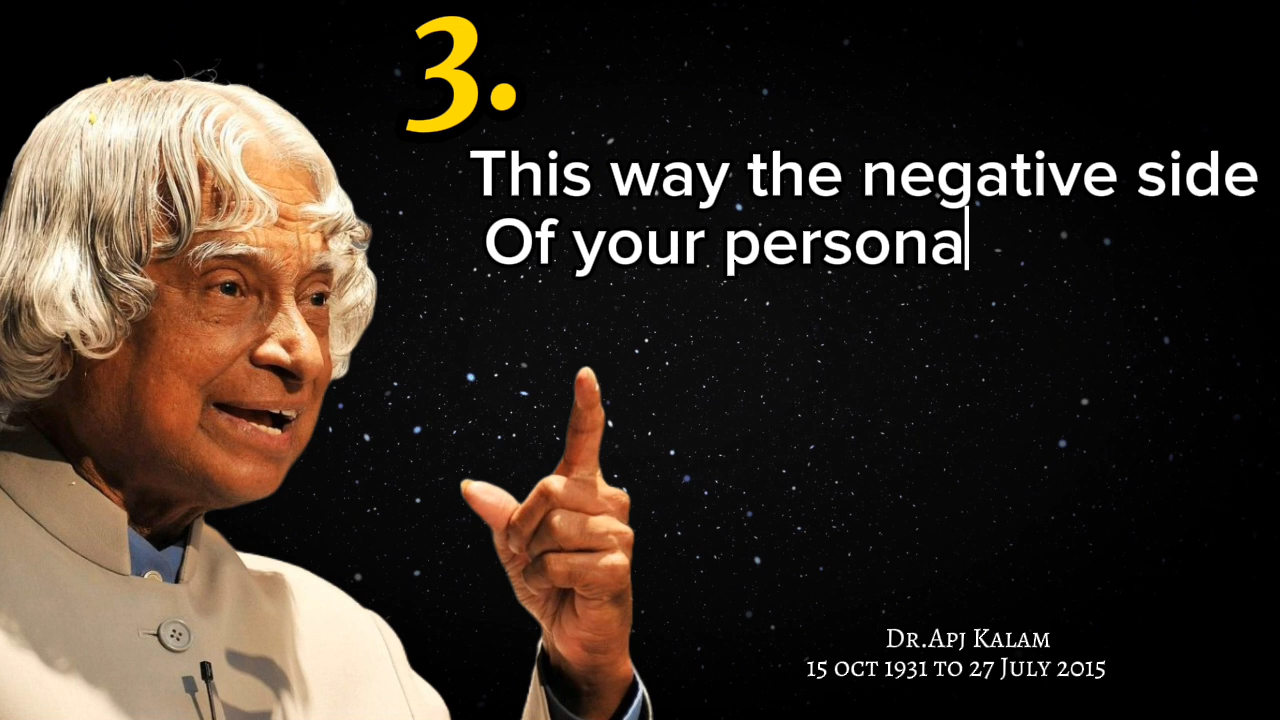 3.
This way the negative side
Of your persona
Dr.Apj Kalam
15 oct 1931 to 27 July 2015